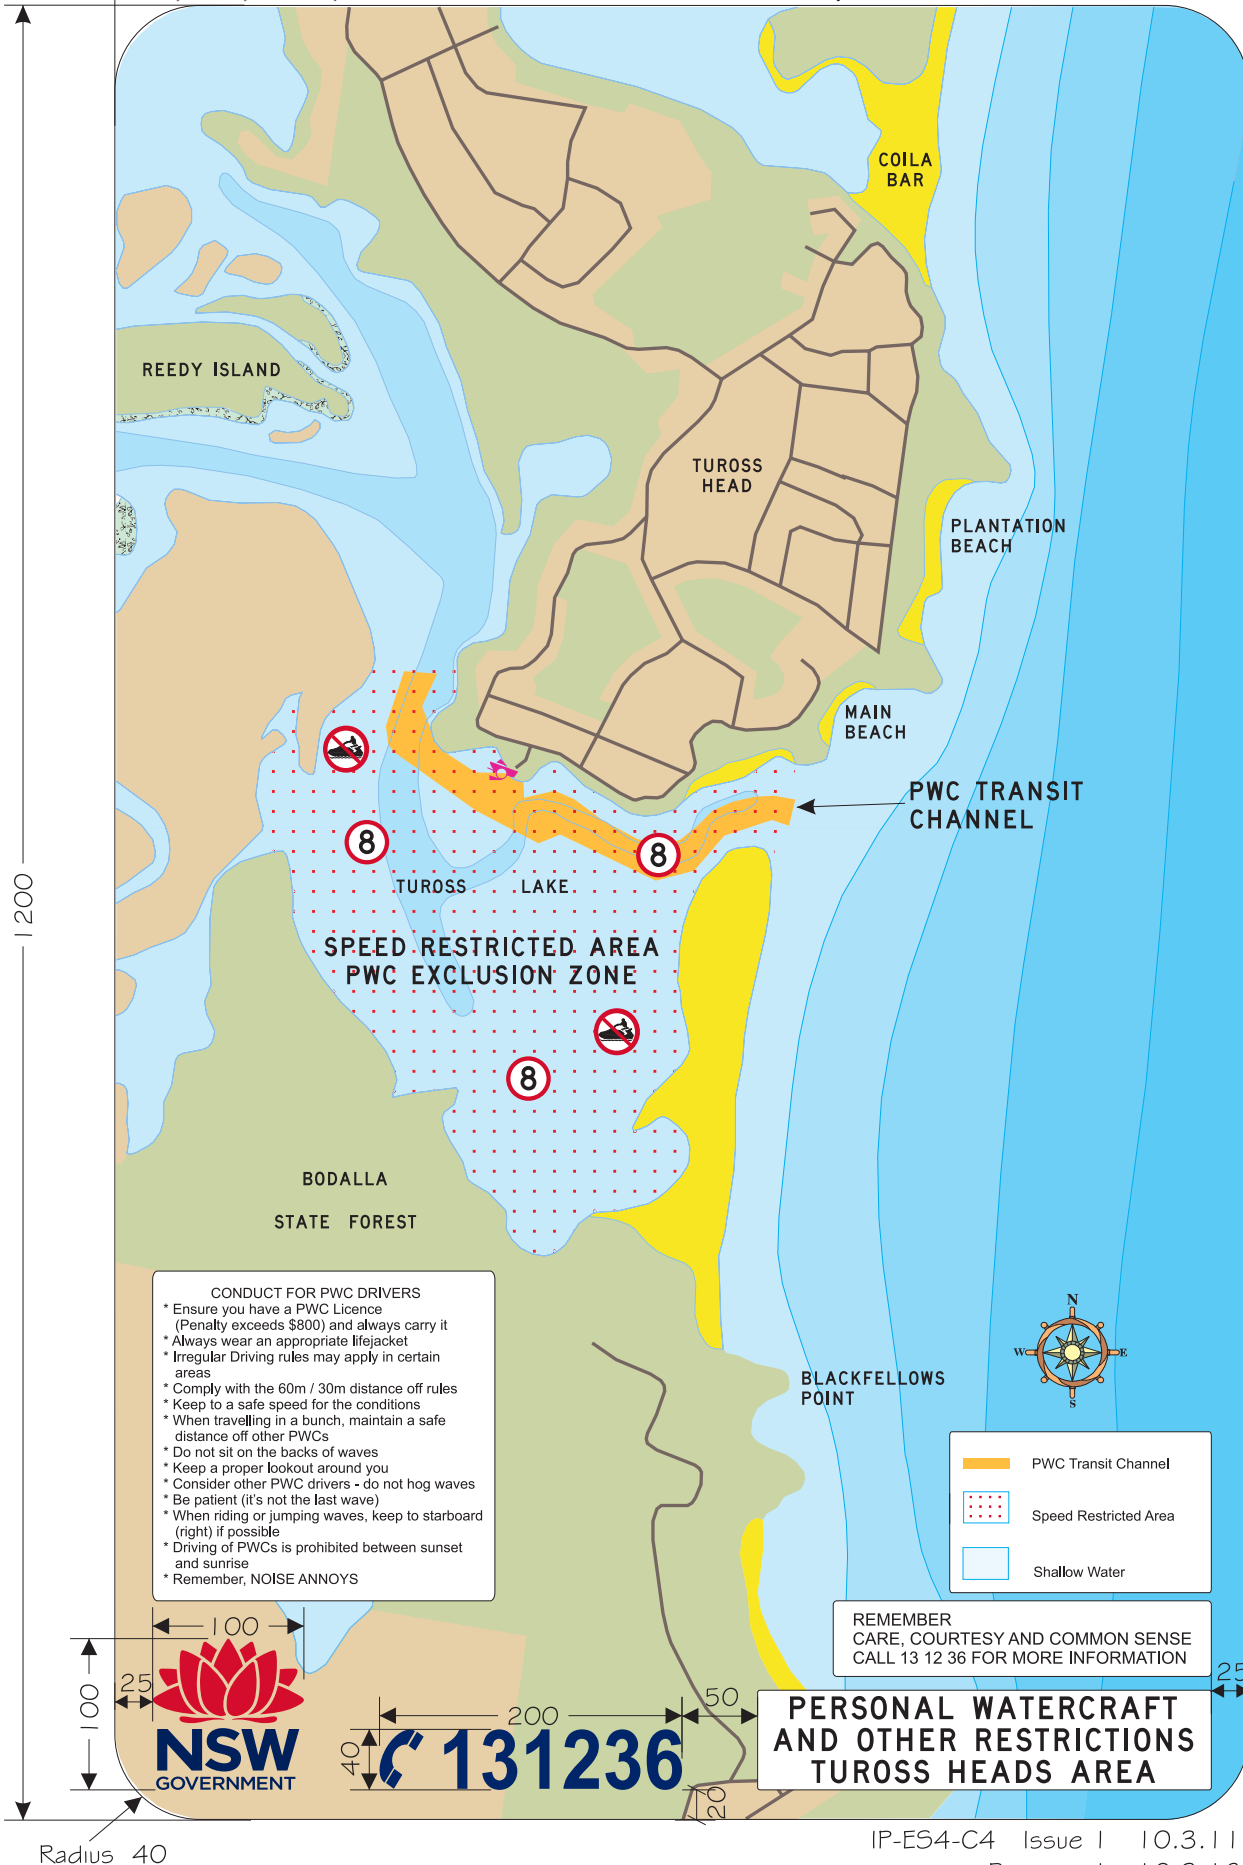 COILA
BAR
REEDY ISLAND
TUROSS
HEAD
PLANTATION
BEACH
MAIN
BEACH
PWC TRANSIT
CHANNEL
8
8
TUROSS LAKE
SPEED RESTRICTED AREA
PWC EXCLUSION ZONE
8
1200
BODALLA
STATE FOREST
CONDUCT FOR PWC DRIVERS
* Ensure you have a PWC Licence
(Penalty exceeds $800) and always carry it
* Always wear an appropriate lifejacket
* Irregular Driving rules may apply in certain
areas
* Comply with the 60m / 30m distance off rules
* Keep to a safe speed for the conditions
* When travelling in a bunch, maintain a safe
distance off other PWCs
* Do not sit on the backs of waves
* Keep a proper lookout around you
* Consider other PWC drivers - do not hog waves
* Be patient (it's not the last wave)
* When riding or jumping waves, keep to starboard
(right) if possible
* Driving of PWCs is prohibited between sunset
and sunrise
* Remember, NOISE ANNOYS
N
W E
S
BLACKFELLOWS
POINT
PWC Transit Channel
Speed Restricted Area
Shallow Water
REMEMBER
CARE, COURTESY AND COMMON SENSE
CALL 13 12 36 FOR MORE INFORMATION
PERSONAL WATERCRAFT
AND OTHER RESTRICTIONS
TUROSS HEADS AREA
100
100
25
NSW
GOVERNMENT
200
40
131236
50
20
25
Radius 40
IP-ES4-C4 Issue 1 10.3.11